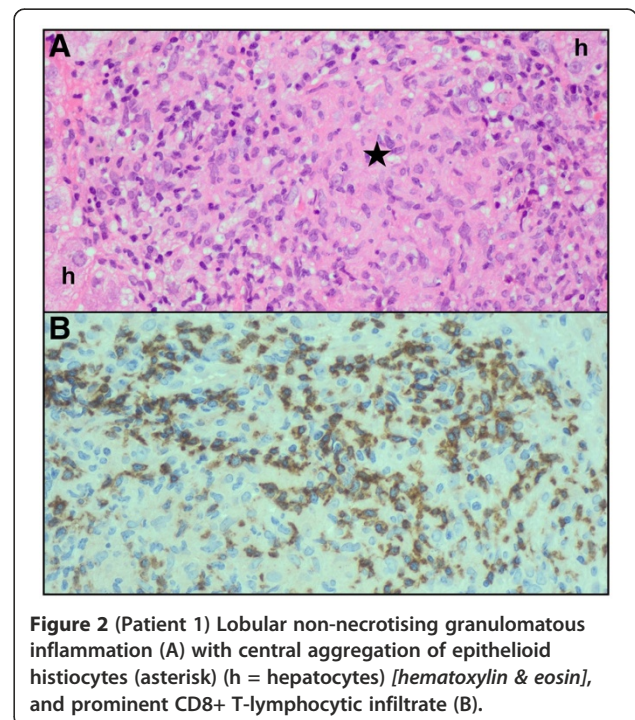 A
h
h
B
Figure 2 (Patient 1) Lobular non-necrotising granulomatous
inflammation (A) with central aggregation of epithelioid
histiocytes (asterisk) (h = hepatocytes) [hematoxylin & eosin],
and prominent CD8+ T-lymphocytic infiltrate (B).